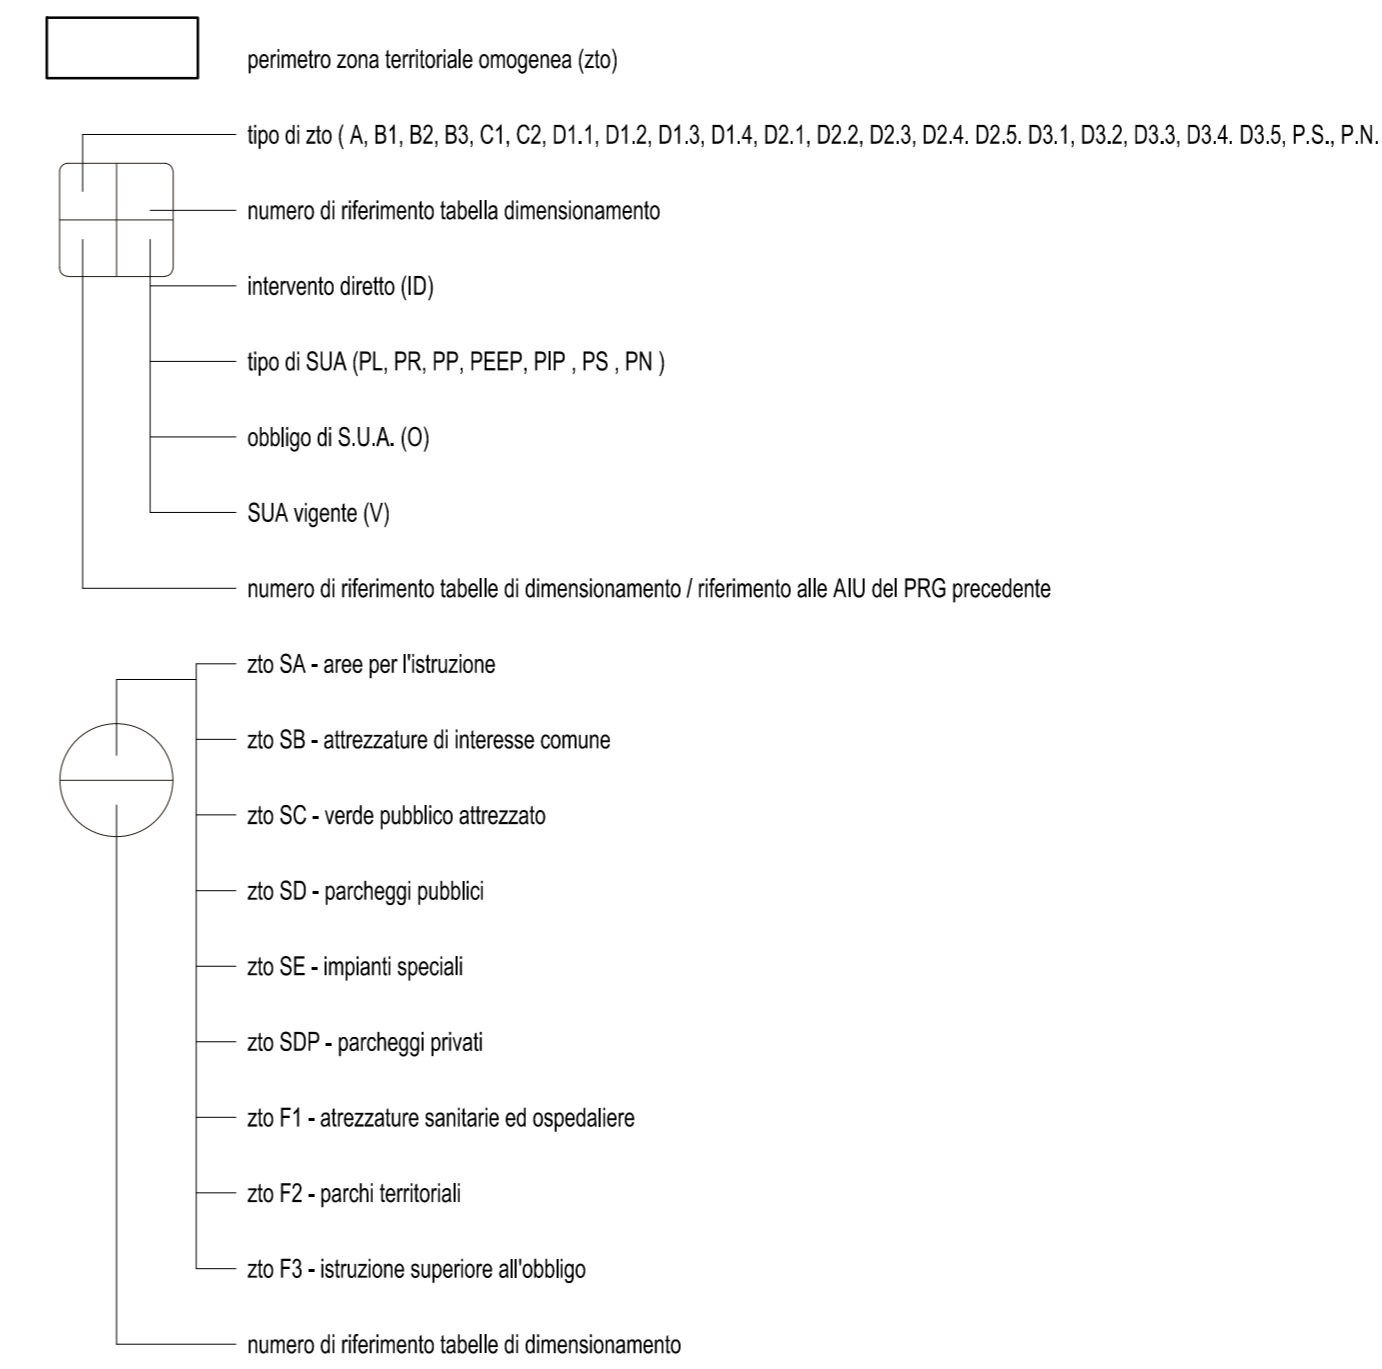 perimetro zona territoriale omogenea (zto)
tipo di zto ( A, B1, B2, B3, C1, C2, D1.1, D1.2, D1.3, D1.4, D2.1, D2.2, D2.3, D2.4. D2.5. D3.1, D3.2, D3.3, D3.4. D3.5, P.S., P.N.
numero di riferimento tabella dimensionamento
intervento diretto (ID)
tipo di SUA (PL, PR, PP, PEEP, PIP , PS , PN )
obbligo di S.U.A. (O)
SUA vigente (V)
numero di riferimento tabelle di dimensionamento / riferimento alle AIU del PRG precedente
zto SA - aree per l'istruzione
zto SB - attrezzature di interesse comune
zto SC - verde pubblico attrezzato
zto SD - parcheggi pubblici
zto SE - impianti speciali
zto SDP - parcheggi privati
zto F1 - atrezzature sanitarie ed ospedaliere
zto F2 - parchi territoriali
zto F3 - istruzione superiore all'obbligo
numero di riferimento tabelle di dimensionamento